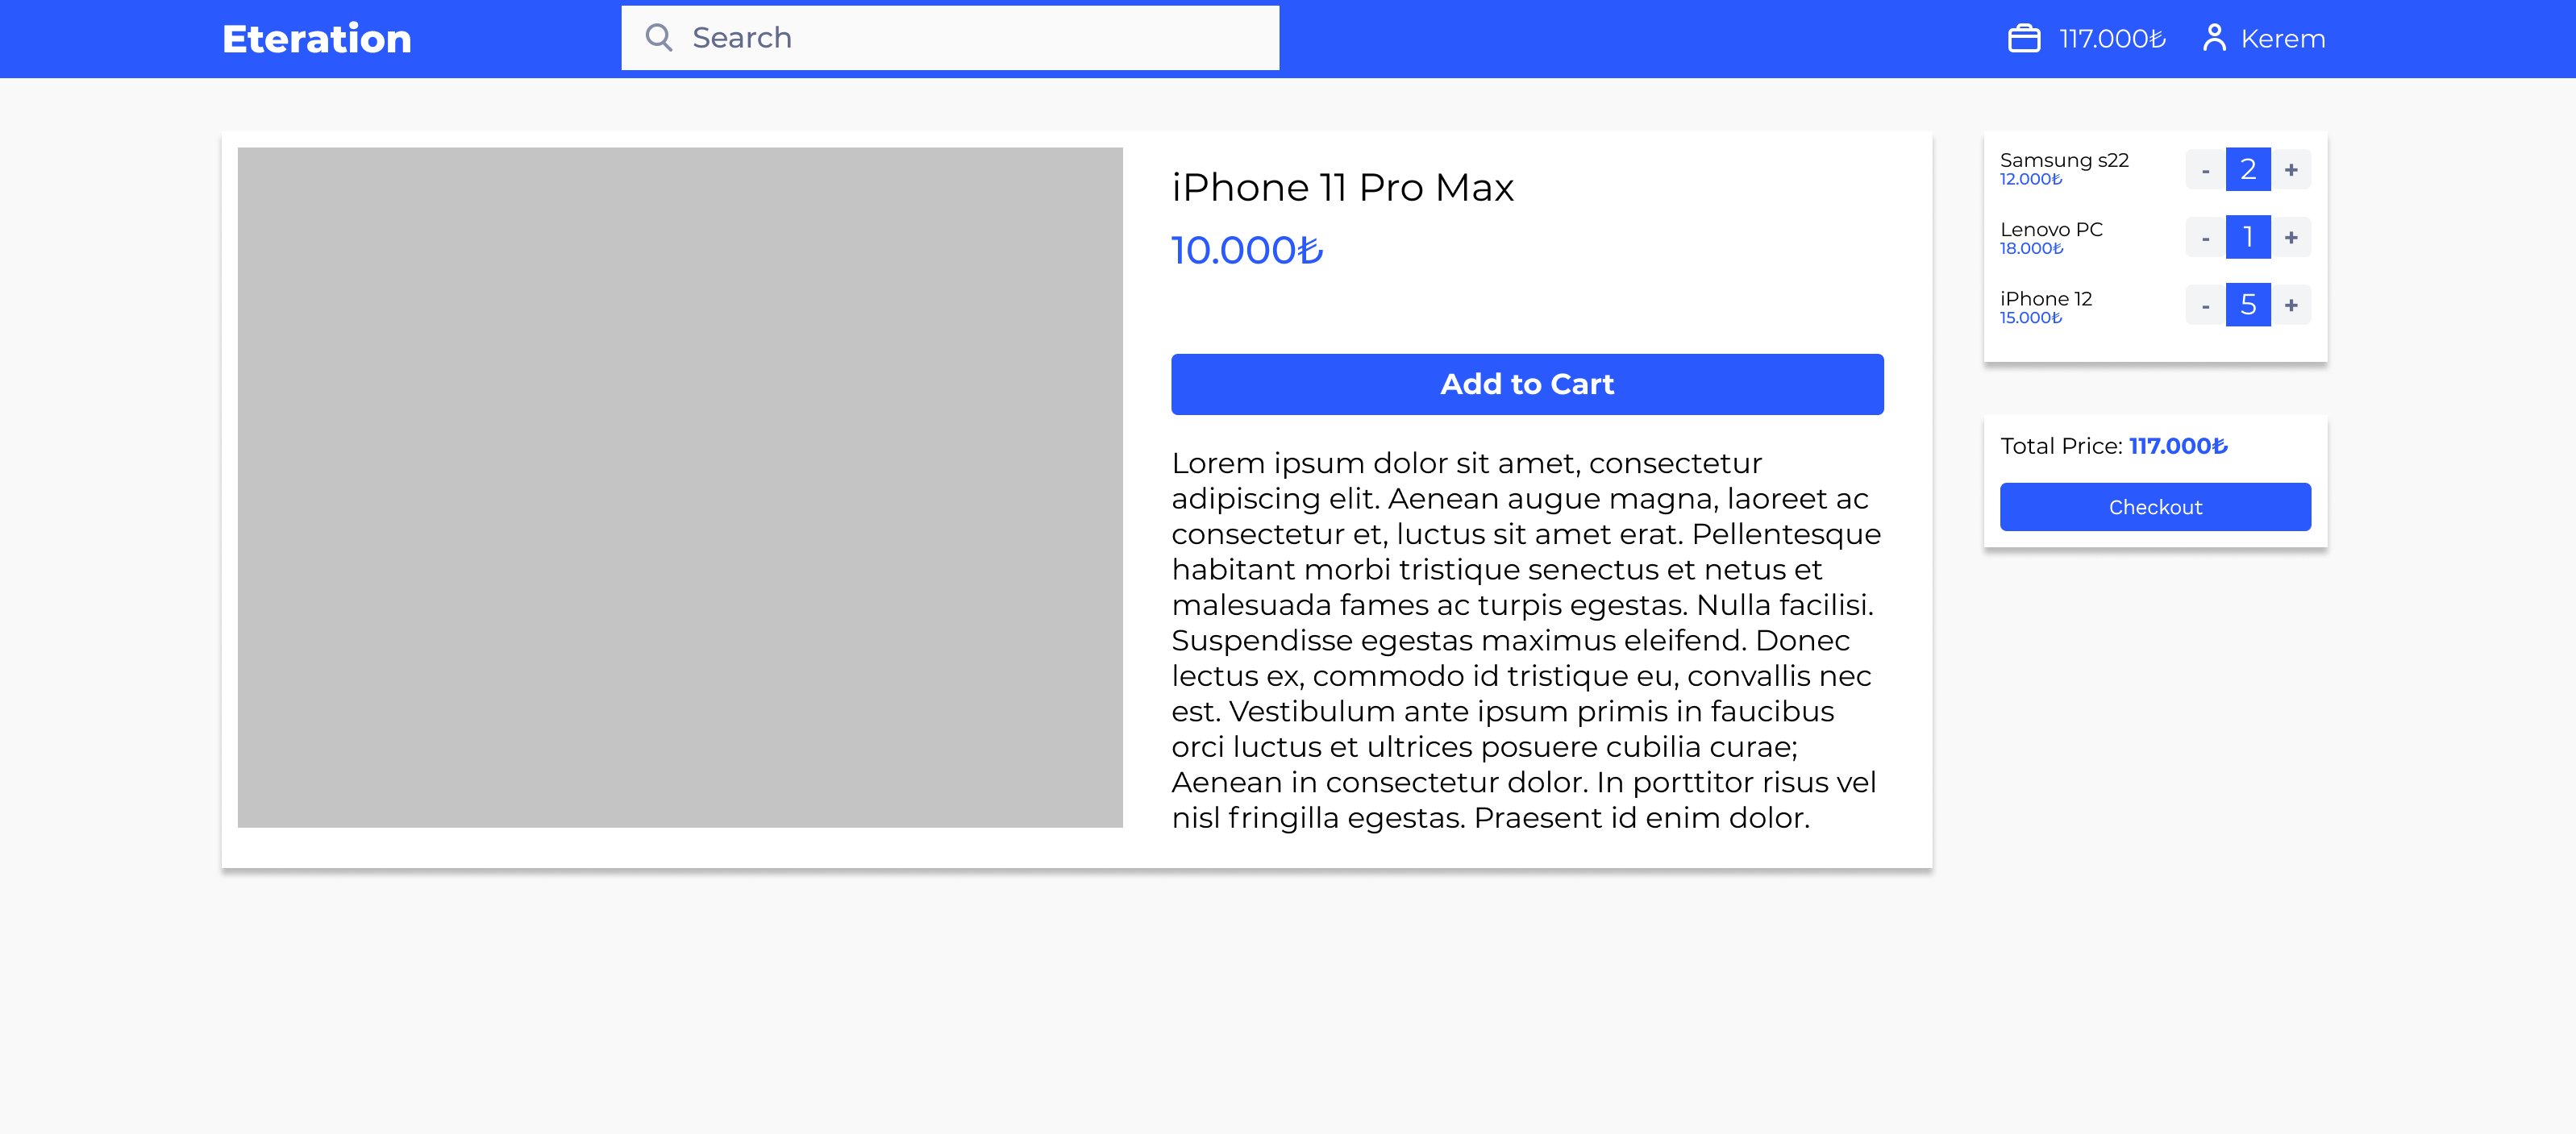 Eteration
Search
117.000₺
Kerem
iPhone 11 Pro Max
10.000₺
Add to Cart
Lorem ipsum dolor sit amet, consectetur
adipiscing elit. Aenean augue magna, laoreet ac
consectetur et, luctus sit amet erat. Pellentesque
habitant morbi tristique senectus et netus et
malesuada fames ac turpis egestas. Nulla facilisi.
Suspendisse egestas maximus eleifend. Donec
lectus ex, commodo id tristique eu, convallis nec
est. Vestibulum ante ipsum primis in faucibus
orci luctus et ultrices posuere cubilia curae;
Aenean in consectetur dolor. In porttitor risus vel
nisl fringilla egestas. Praesent id enim dolor.
Samsung s22
12.000₺
- 2 +
Lenovo PC
18.000₺
- 1 +
iPhone 12
15.000₺
- 5 +
Total Price: 117.000₺
Checkout